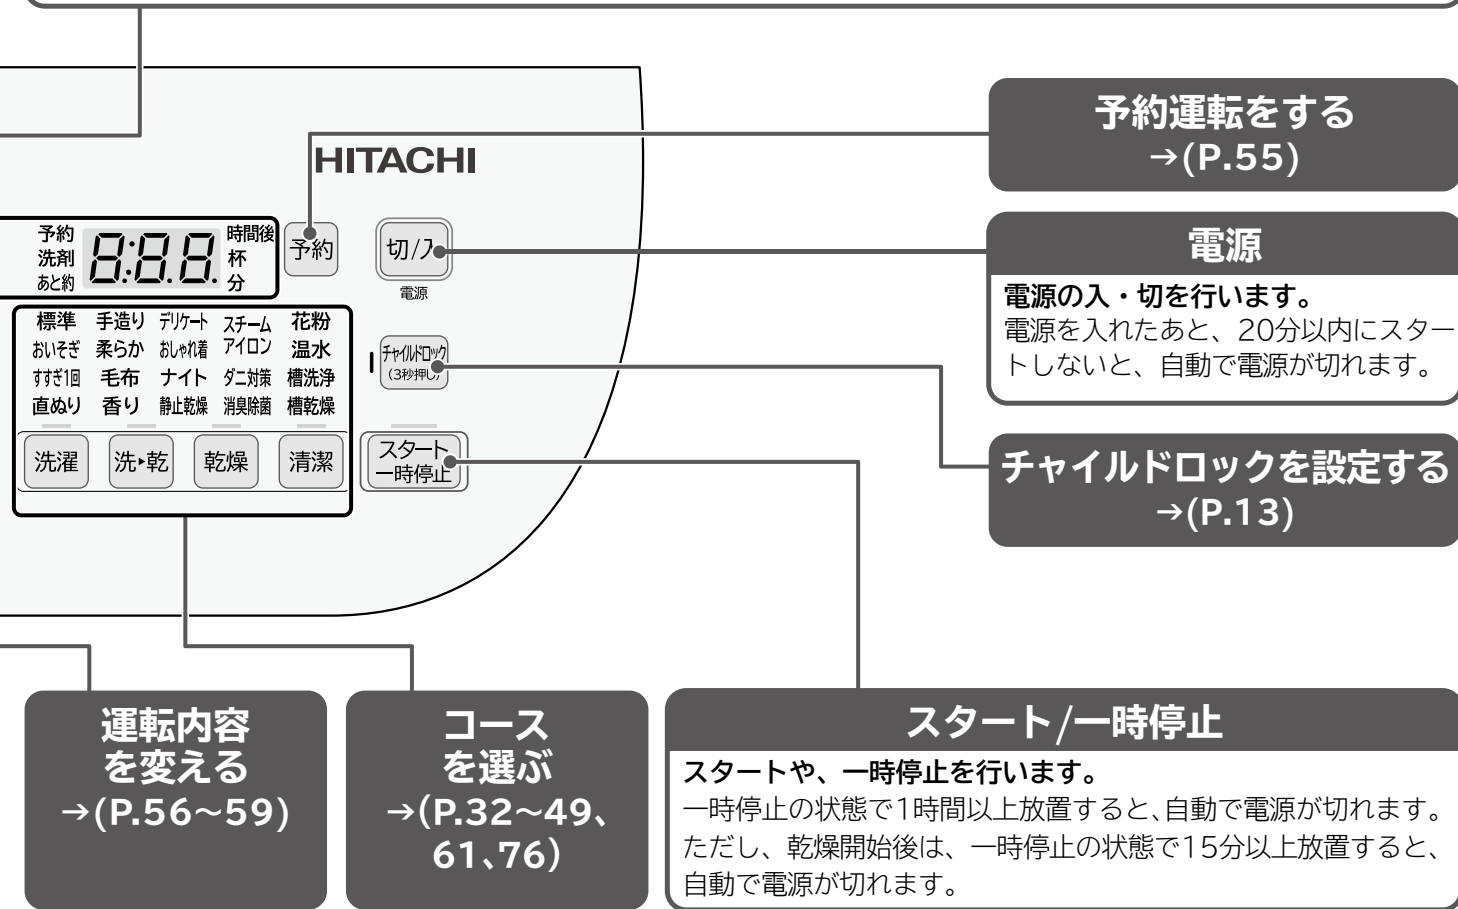 HITACHI
予約
洗剤
あと約
8:8.8.
時間後
杯
分
予約
切/入
電源
標準 手造り デリケート スチーム 花粉
おいそぎ 柔らか おしゃれ着 アイロン 温水
すすぎ1回 毛布 ナイト ダニ対策 槽洗浄
直ぬり 香り 静止乾燥 消臭除菌 槽乾燥
チャイルドロック
(3秒押し)
洗濯 洗▸乾 乾燥 清潔
スタート
一時停止
予約運転をする
→(P.55)
電源
電源の入・切を行います。
電源を入れたあと、20分以内にスター
トしないと、自動で電源が切れます。
チャイルドロックを設定する
→(P.13)
運転内容
を変える
→(P.56~59)
コース
を選ぶ
→(P.32~49、
61、76)
スタート/一時停止
スタートや、一時停止を行います。
一時停止の状態で1時間以上放置すると、自動で電源が切れます。
ただし、乾燥開始後は、一時停止の状態で15分以上放置すると、
自動で電源が切れます。